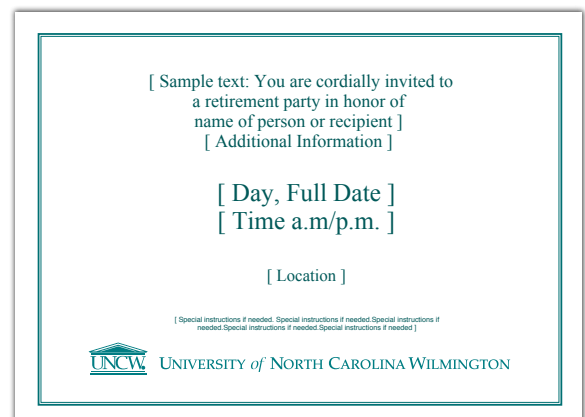 [ Sample text: You are cordially invited to
a retirement party in honor of
name of person or recipient ]
[ Additional Information ]
[ Day, Full Date ]
[ Time a.m/p.m. ]
[ Location ]
[ Special instructions if needed. Special instructions if needed.Special instructions if
needed.Special instructions if needed.Special instructions if needed ]
UNCW UNIVERSITY of NORTH CAROLINA WILMINGTON